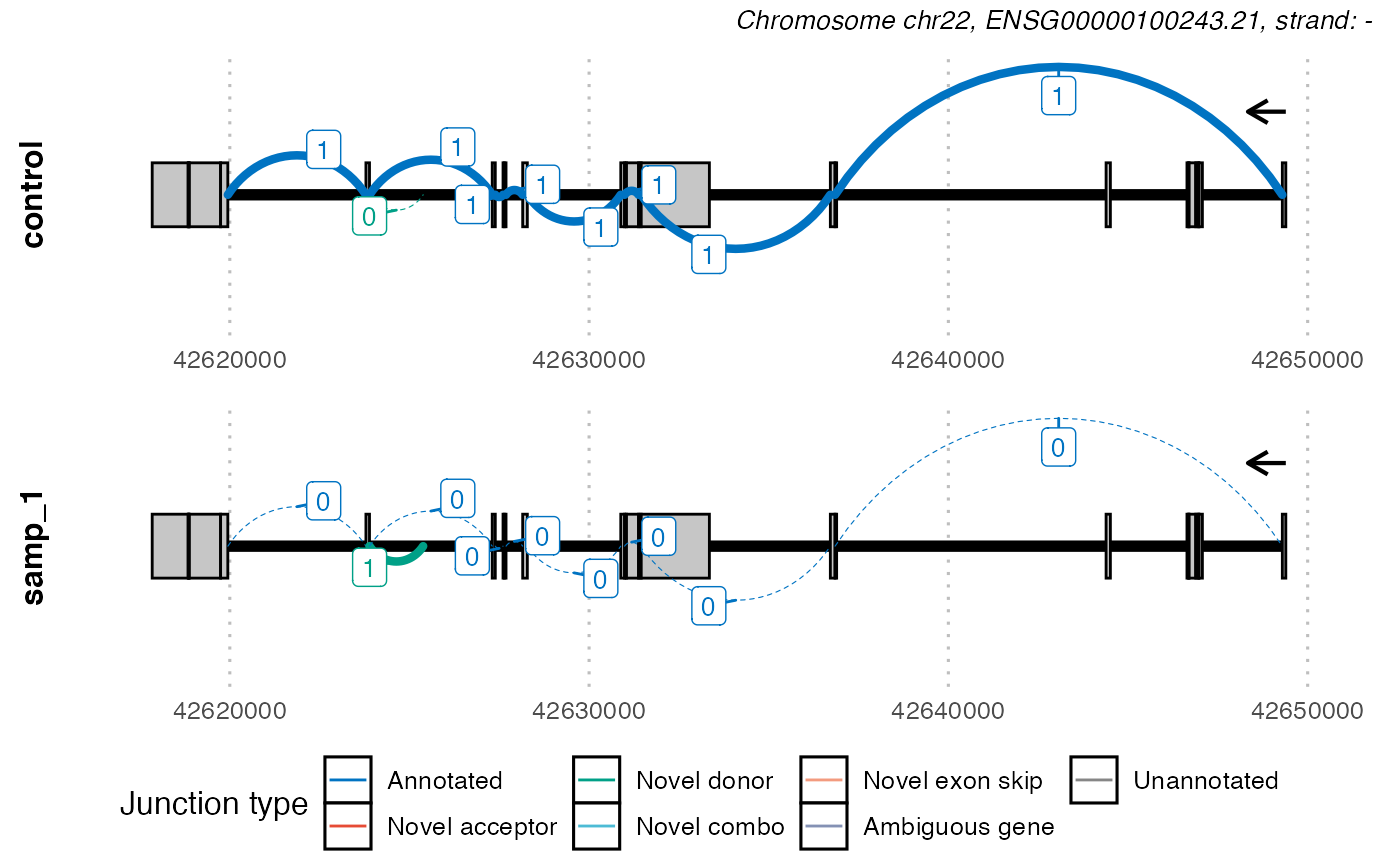 Chromosome chr22, ENSG00000100243.21, strand: -
control
1
1
1
1
1
1
1
1
0
42620000 42630000 42640000 42650000
samp_1
0
0
0
0
0
0
0
0
1
42620000 42630000 42640000 42650000
Junction type
Annotated Novel donor Novel exon skip Unannotated
Novel acceptor Novel combo Ambiguous gene